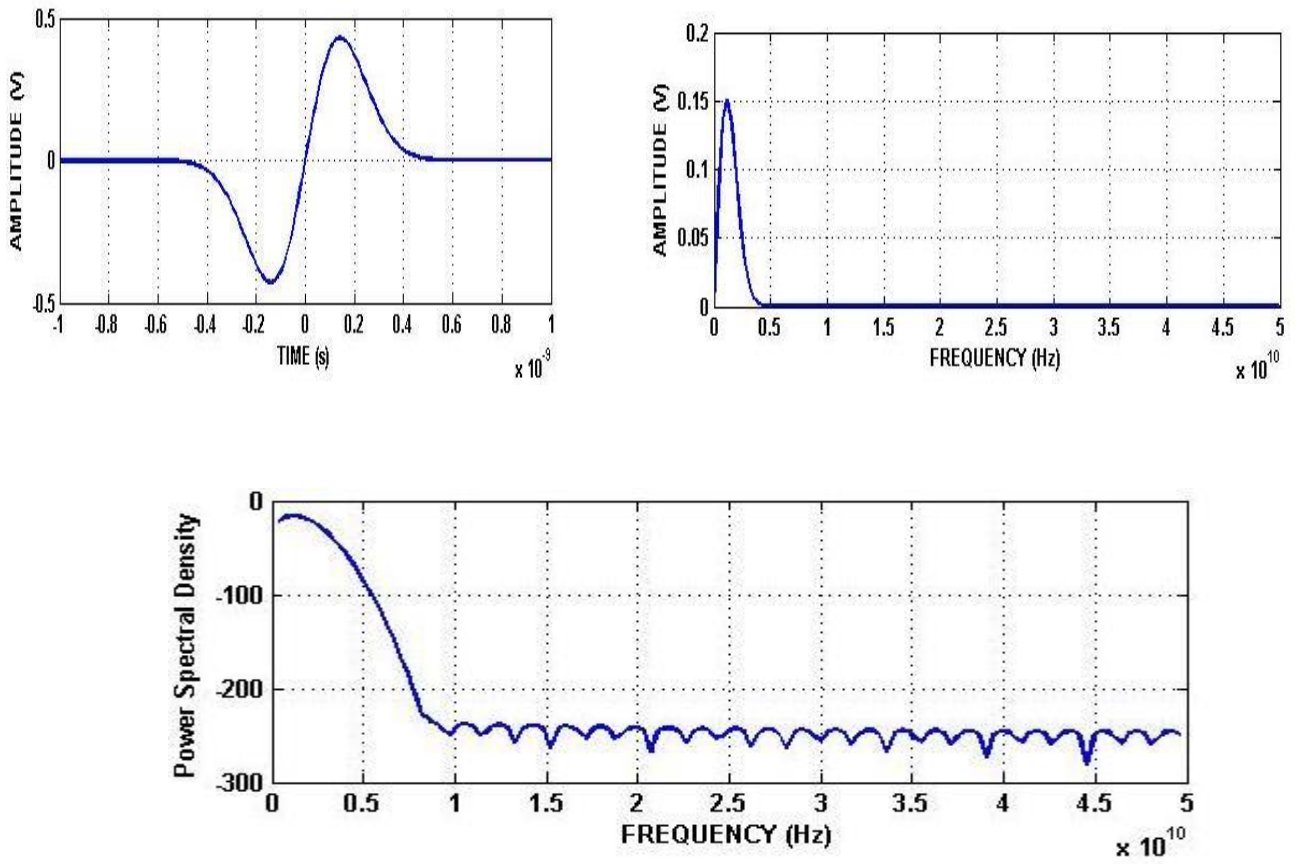 0.5
0
-0.5
AMPLITUDE (V)
-1 -0.8 -0.6 -0.4 -0.2 0 0.2 0.4 0.6 0.8 1
TIME (s)
x 10⁻⁹
0.2
0.15
0.1
0.05
0
AMPLITUDE (V)
0 0.5 1 1.5 2 2.5 3 3.5 4 4.5 5
FREQUENCY (Hz)
x 10¹⁰
0
-100
-200
-300
Power Spectral Density
0 0.5 1 1.5 2 2.5 3 3.5 4 4.5 5
FREQUENCY (Hz)
x 10¹⁰